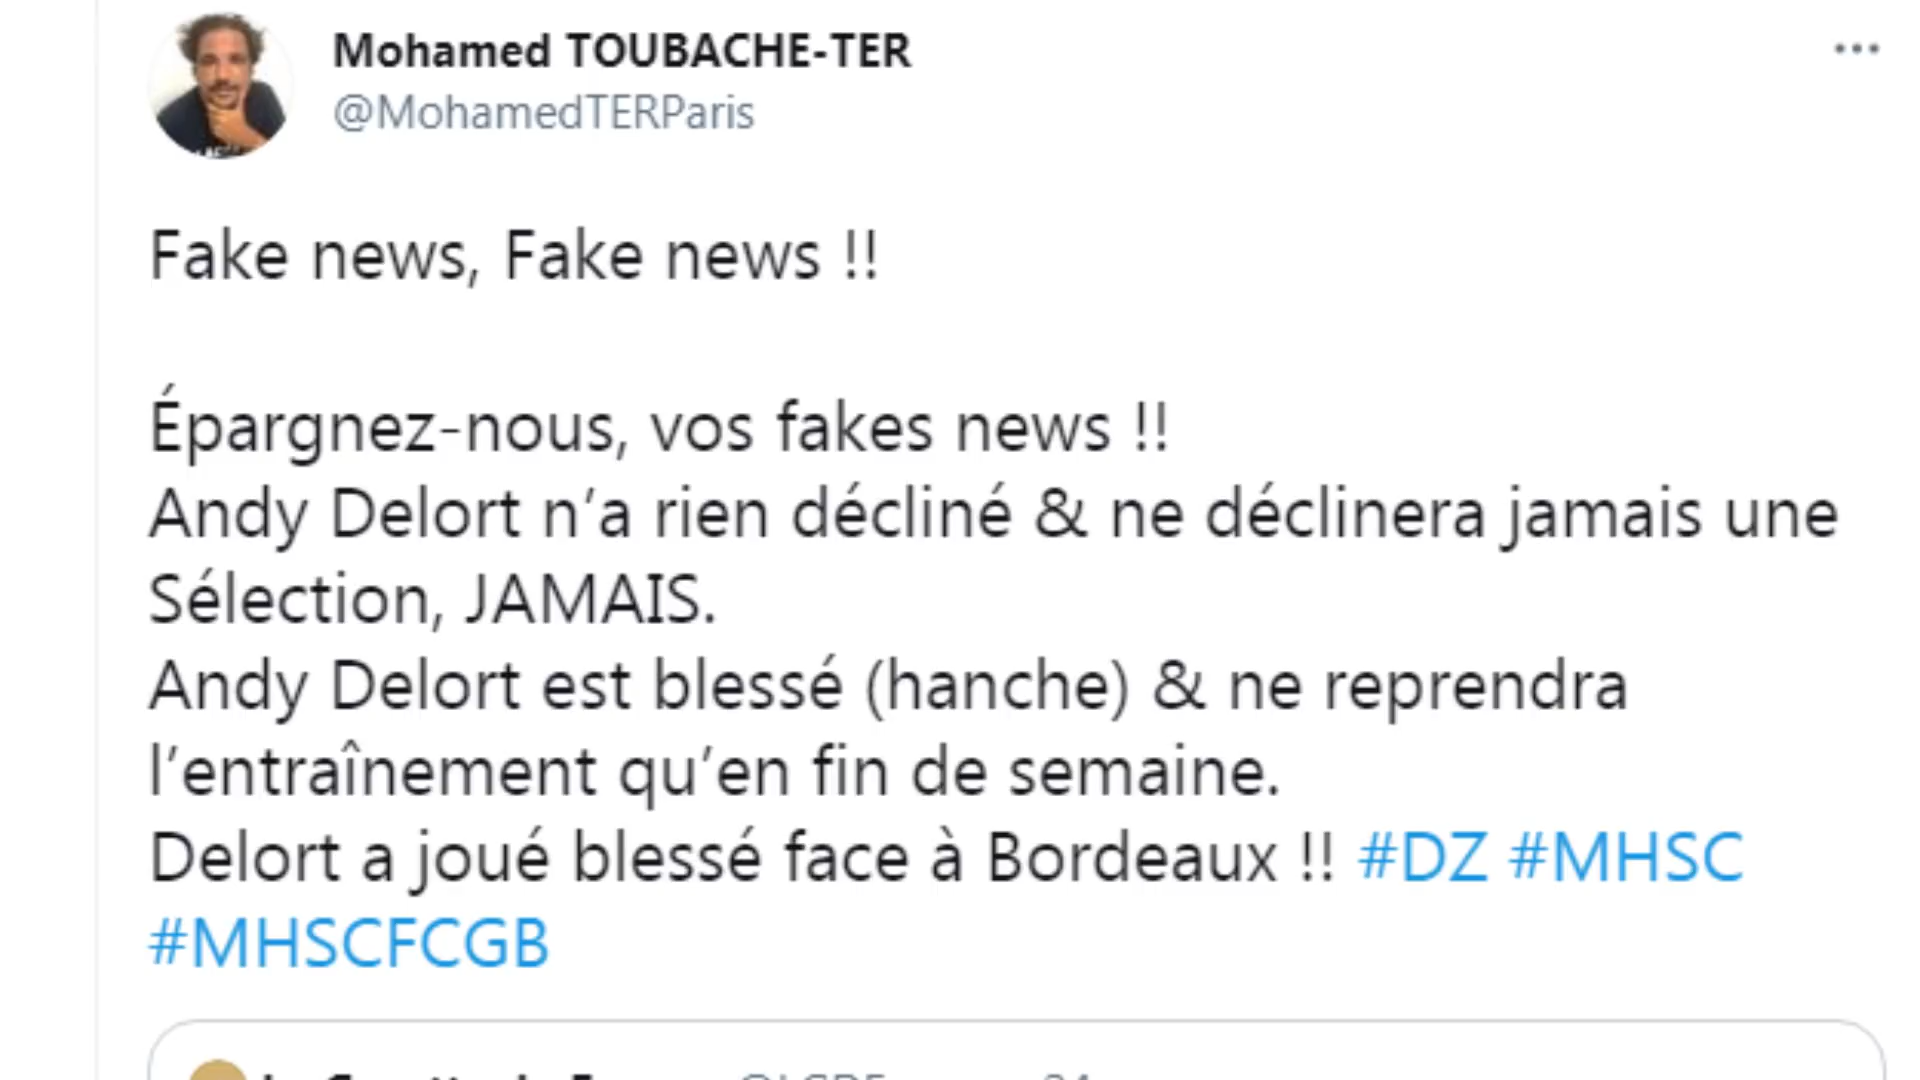 Mohamed TOUBACHE-TER
@MohamedTERParis
Fake news, Fake news !!
Épargnez-nous, vos fakes news !!
Andy Delort n’a rien décliné & ne déclinera jamais une
Sélection, JAMAIS.
Andy Delort est blessé (hanche) & ne reprendra
l’entraînement qu’en fin de semaine.
Delort a joué blessé face à Bordeaux !! #DZ #MHSC
#MHSCFCGB